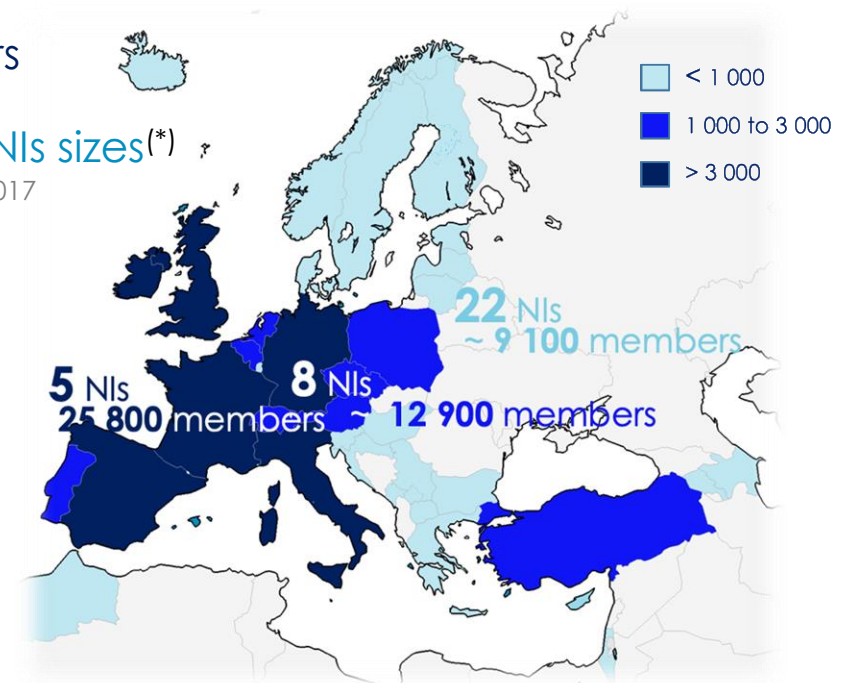 rs
NIs sizes(*)
017
< 1 000
1 000 to 3 000
> 3 000
22 NIs
~ 9 100 members
5 NIs
25 800 members
8 NIs
~ 12 900 members